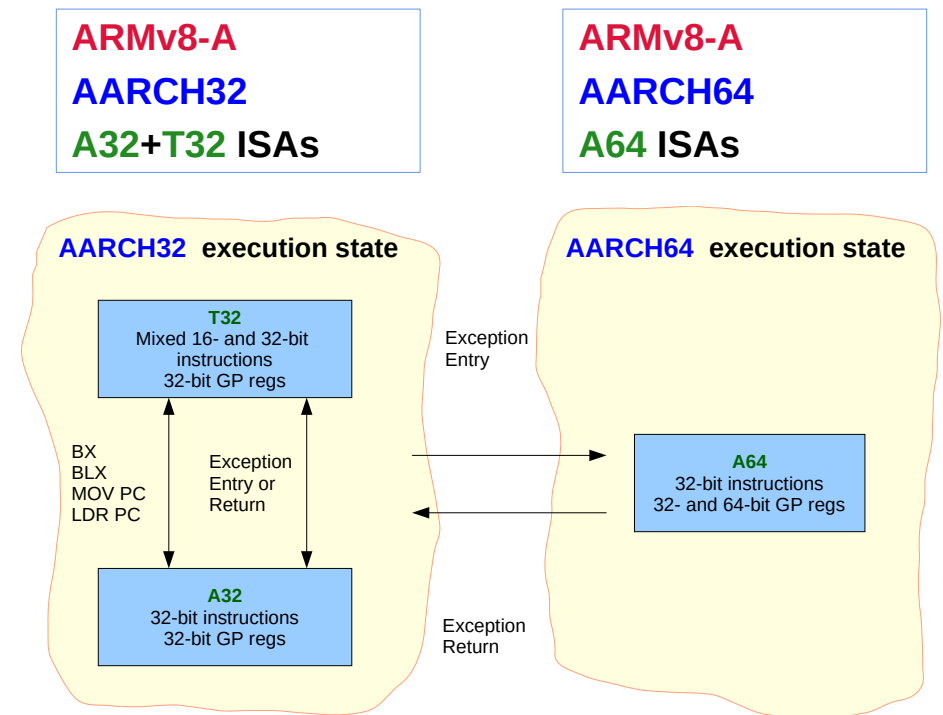 ARMv8-A
AARCH32
A32+T32 ISAs
ARMv8-A
AARCH64
A64 ISAs
AARCH32 execution state
T32
Mixed 16- and 32-bit
instructions
32-bit GP regs
BX
BLX
MOV PC
LDR PC
Exception
Entry or
Return
A32
32-bit instructions
32-bit GP regs
Exception
Entry
Exception
Return
AARCH64 execution state
A64
32-bit instructions
32- and 64-bit GP regs